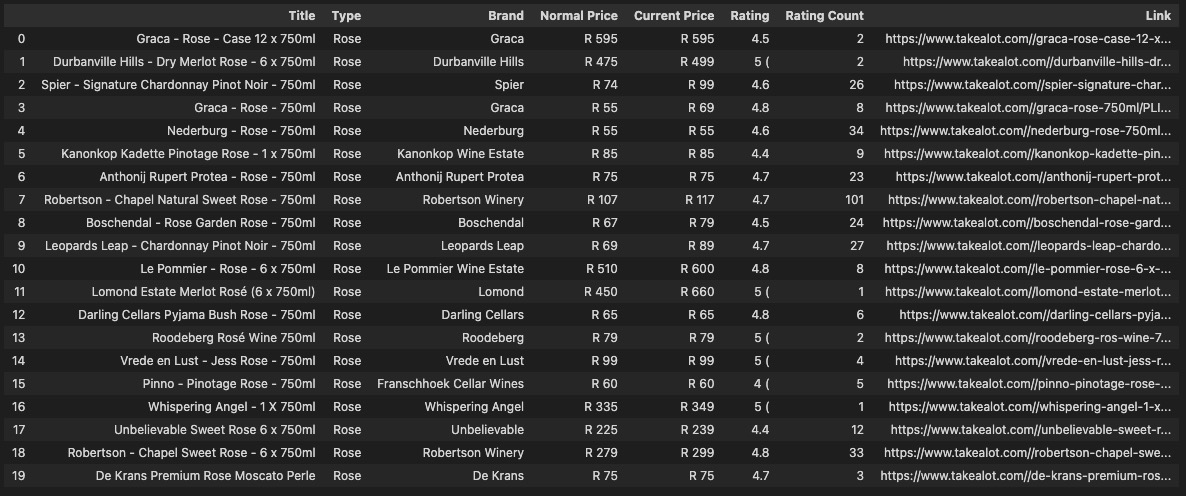 Title Type Brand Normal Price Current Price Rating Rating Count Link
0 Graca - Rose - Case 12 x 750ml Rose Graca R 595 R 595 4.5 2 https://www.takealot.com//graca-rose-case-12-x...
1 Durbanville Hills - Dry Merlot Rose - 6 x 750ml Rose Durbanville Hills R 475 R 499 5 ( 2 https://www.takealot.com//durbanville-hills-dr...
2 Spier - Signature Chardonnay Pinot Noir - 750ml Rose Spier R 74 R 99 4.6 26 https://www.takealot.com//spier-signature-char...
3 Graca - Rose - 750ml Rose Graca R 55 R 69 4.8 8 https://www.takealot.com//graca-rose-750ml/PLI...
4 Nederburg - Rose - 750ml Rose Nederburg R 55 R 55 4.6 34 https://www.takealot.com//nederburg-rose-750ml...
5 Kanonkop Kadette Pinotage Rose - 1 x 750ml Rose Kanonkop Wine Estate R 85 R 85 4.4 9 https://www.takealot.com//kanonkop-kadette-pin...
6 Anthonij Rupert Protea - Rose - 750ml Rose Anthonij Rupert Protea R 75 R 75 4.7 23 https://www.takealot.com//anthonij-rupert-prot...
7 Robertson - Chapel Natural Sweet Rose - 750ml Rose Robertson Winery R 107 R 117 4.7 101 https://www.takealot.com//robertson-chapel-nat...
8 Boschendal - Rose Garden Rose - 750ml Rose Boschendal R 67 R 79 4.5 24 https://www.takealot.com//boschendal-rose-gard...
9 Leopards Leap - Chardonnay Pinot Noir - 750ml Rose Leopards Leap R 69 R 89 4.7 27 https://www.takealot.com//leopards-leap-chardo...
10 Le Pommier - Rose - 6 x 750ml Rose Le Pommier Wine Estate R 510 R 600 4.8 8 https://www.takealot.com//le-pommier-rose-6-x-...
11 Lomond Estate Merlot Rosé (6 x 750ml) Rose Lomond R 450 R 660 5 ( 1 https://www.takealot.com//lomond-estate-merlot...
12 Darling Cellars Pyjama Bush Rose - 750ml Rose Darling Cellars R 65 R 65 4.8 6 https://www.takealot.com//darling-cellars-pyja...
13 Roodeberg Rosé Wine 750ml Rose Roodeberg R 79 R 79 5 ( 2 https://www.takealot.com//roodeberg-ros-wine-7...
14 Vrede en Lust - Jess Rose - 750ml Rose Vrede en Lust R 99 R 99 5 ( 4 https://www.takealot.com//vrede-en-lust-jess-r...
15 Pinno - Pinotage Rose - 750ml Rose Franschhoek Cellar Wines R 60 R 60 4 ( 5 https://www.takealot.com//pinno-pinotage-rose-...
16 Whispering Angel - 1 X 750ml Rose Whispering Angel R 335 R 349 5 ( 1 https://www.takealot.com//whispering-angel-1-x...
17 Unbelievable Sweet Rose 6 x 750ml Rose Unbelievable R 225 R 239 4.4 12 https://www.takealot.com//unbelievable-sweet-r...
18 Robertson - Chapel Sweet Rose - 6 x 750ml Rose Robertson Winery R 279 R 299 4.8 33 https://www.takealot.com//robertson-chapel-swe...
19 De Krans Premium Rose Moscato Perle Rose De Krans R 75 R 75 4.7 3 https://www.takealot.com//de-krans-premium-ros...